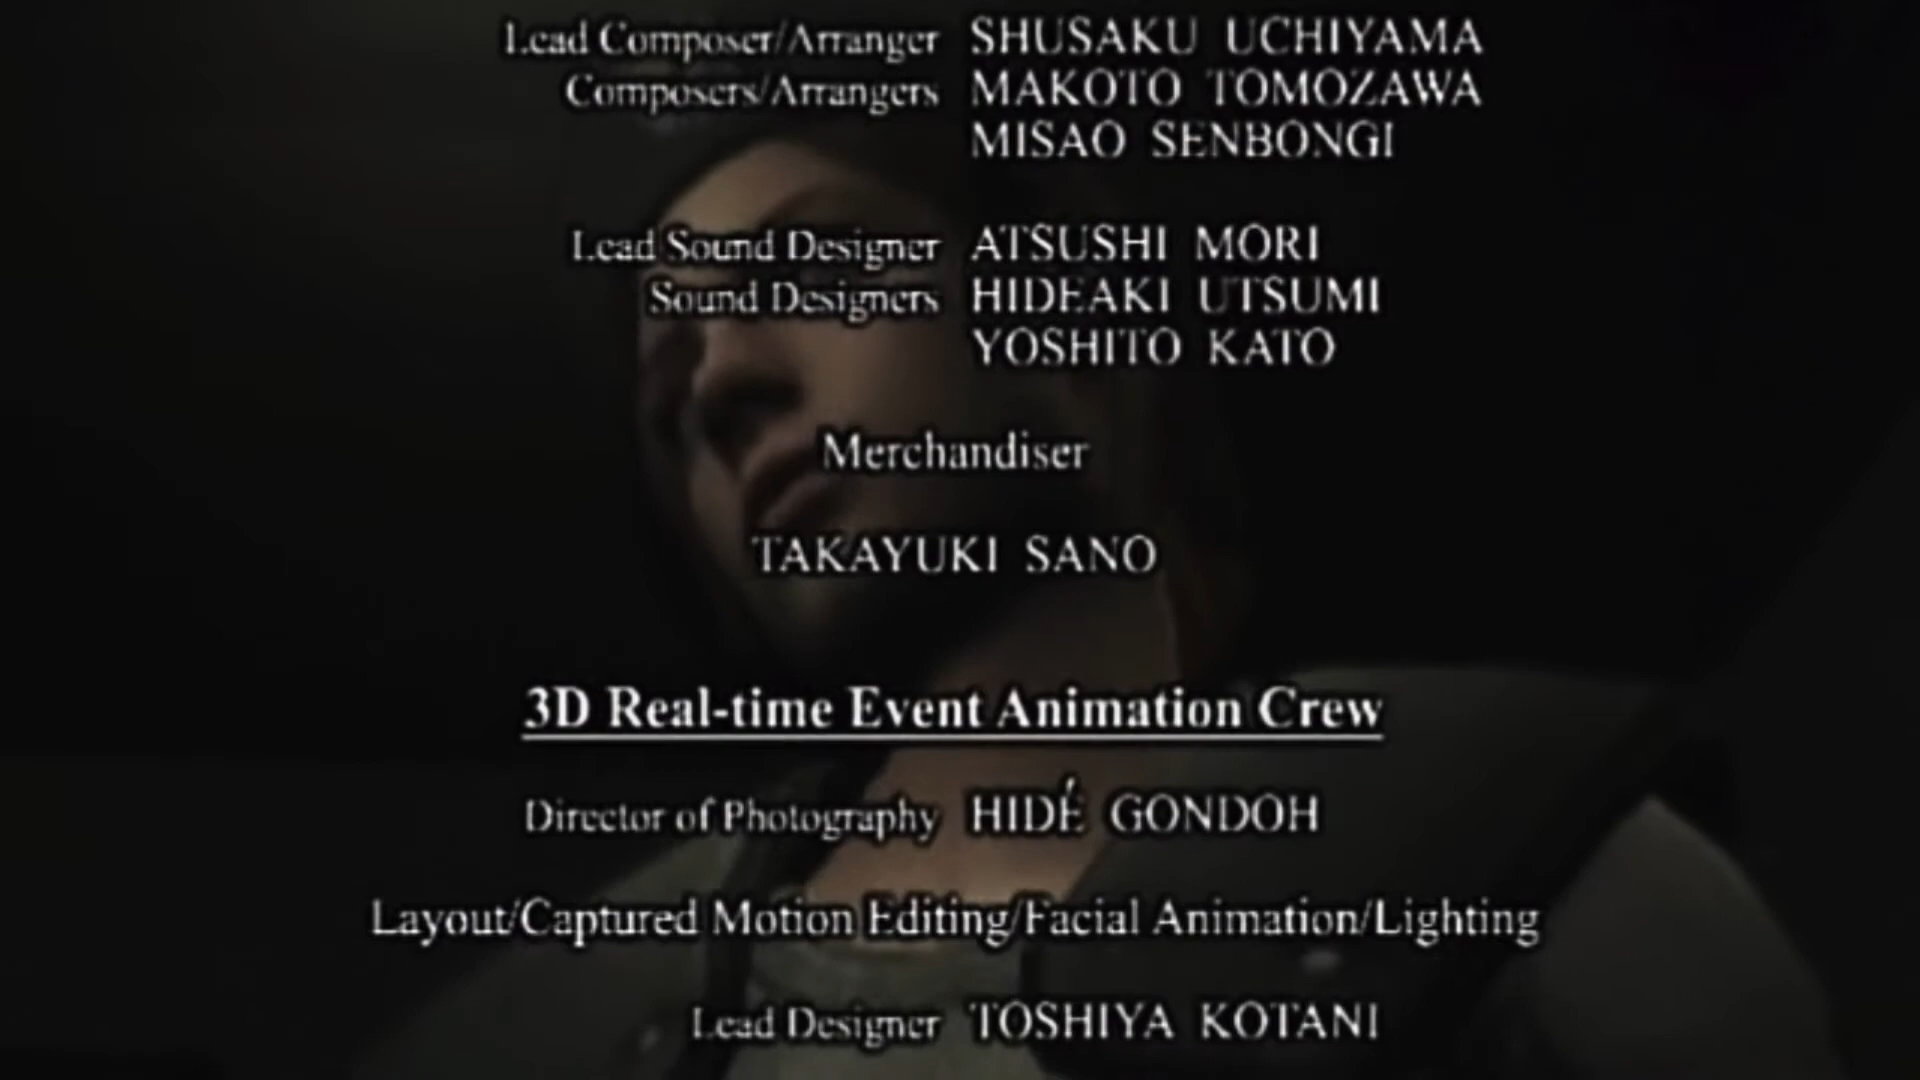 Lead Composer/Arranger SHUSAKU UCHIYAMA
Composers/Arrangers MAKOTO TOMOZAWA
MISAO SENBONGI
Lead Sound Designer ATSUSHI MORI
Sound Designers HIDEAKI UTSUMI
YOSHITO KATO
Merchandiser
TAKAYUKI SANO
3D Real-time Event Animation Crew
Director of Photography HIDÉ GONDOH
Layout/Captured Motion Editing/Facial Animation/Lighting
Lead Designer TOSHIYA KOTANI